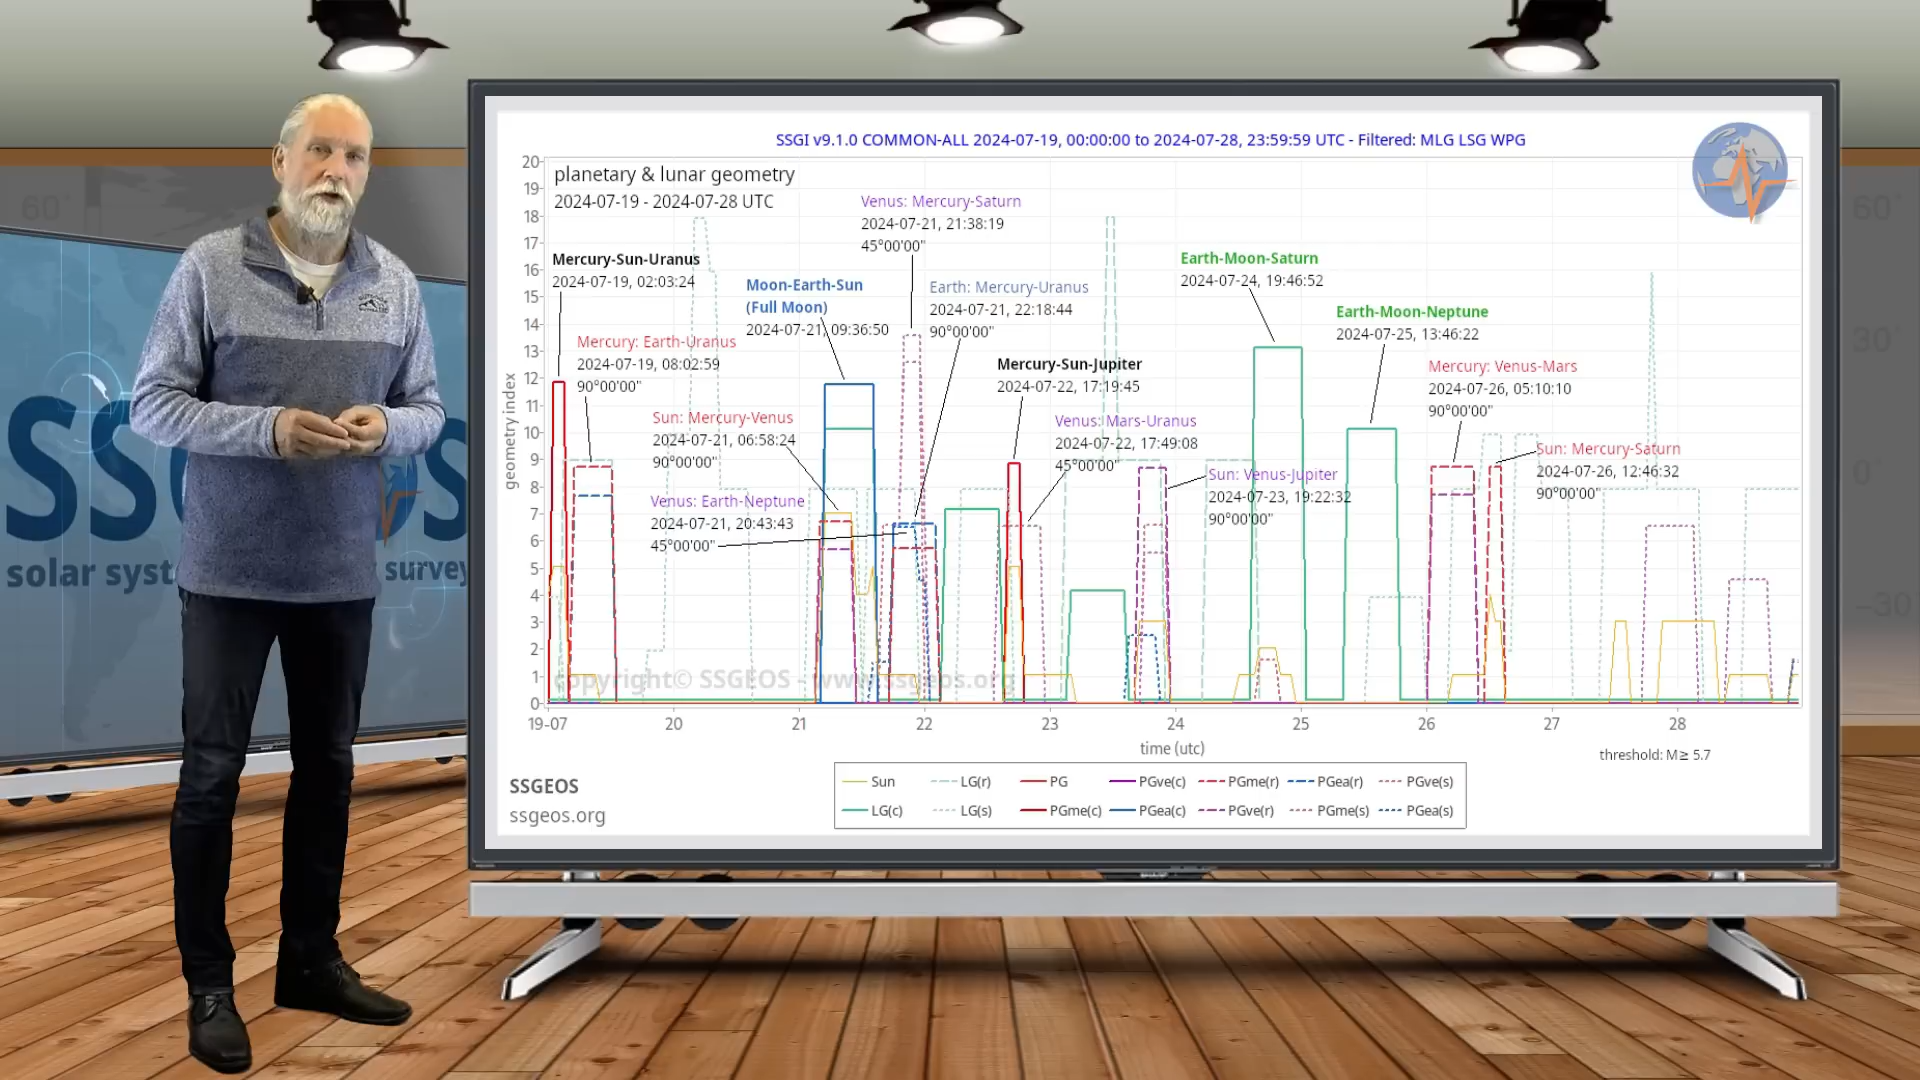 SSGI v9.1.0 COMMON-ALL 2024-07-19, 00:00:00 to 2024-07-28, 23:59:59 UTC - Filtered: MLG LSG WPG
planetary & lunar geometry
2024-07-19 - 2024-07-28 UTC
Venus: Mercury-Saturn
2024-07-21, 21:38:19
45°00'00"
Mercury-Sun-Uranus
2024-07-19, 02:03:24
Moon-Earth-Sun
(Full Moon)
2024-07-21, 09:36:50
Earth: Mercury-Uranus
2024-07-21, 22:18:44
90°00'00"
Earth-Moon-Saturn
2024-07-24, 19:46:52
Earth-Moon-Neptune
2024-07-25, 13:46:22
Mercury: Earth-Uranus
2024-07-19, 08:02:59
90°00'00"
Mercury-Sun-Jupiter
2024-07-22, 17:19:45
Mercury: Venus-Mars
2024-07-26, 05:10:10
90°00'00"
Sun: Mercury-Venus
2024-07-21, 06:58:24
90°00'00"
Venus: Mars-Uranus
2024-07-22, 17:49:08
45°00'00"
Sun: Mercury-Saturn
2024-07-26, 12:46:32
90°00'00"
Sun: Venus-Jupiter
2024-07-23, 19:22:32
90°00'00"
Venus: Earth-Neptune
2024-07-21, 20:43:43
45°00'00"
geometry index
20
19
18
17
16
15
14
13
12
11
10
9
8
7
6
5
4
3
2
1
0
copyright© SSGEOS - www.ssgeos.org
19-07 20 21 22 23 24 25 26 27 28
time (utc)
threshold: M≥ 5.7
SSGEOS
ssgeos.org
Sun LG(r) PG PGve(c) PGme(r) PGea(r) PGve(s)
LG(c) LG(s) PGme(c) PGea(c) PGve(r) PGme(s) PGea(s)
60°
60°
30°
0°
-30°
solar syst
survey